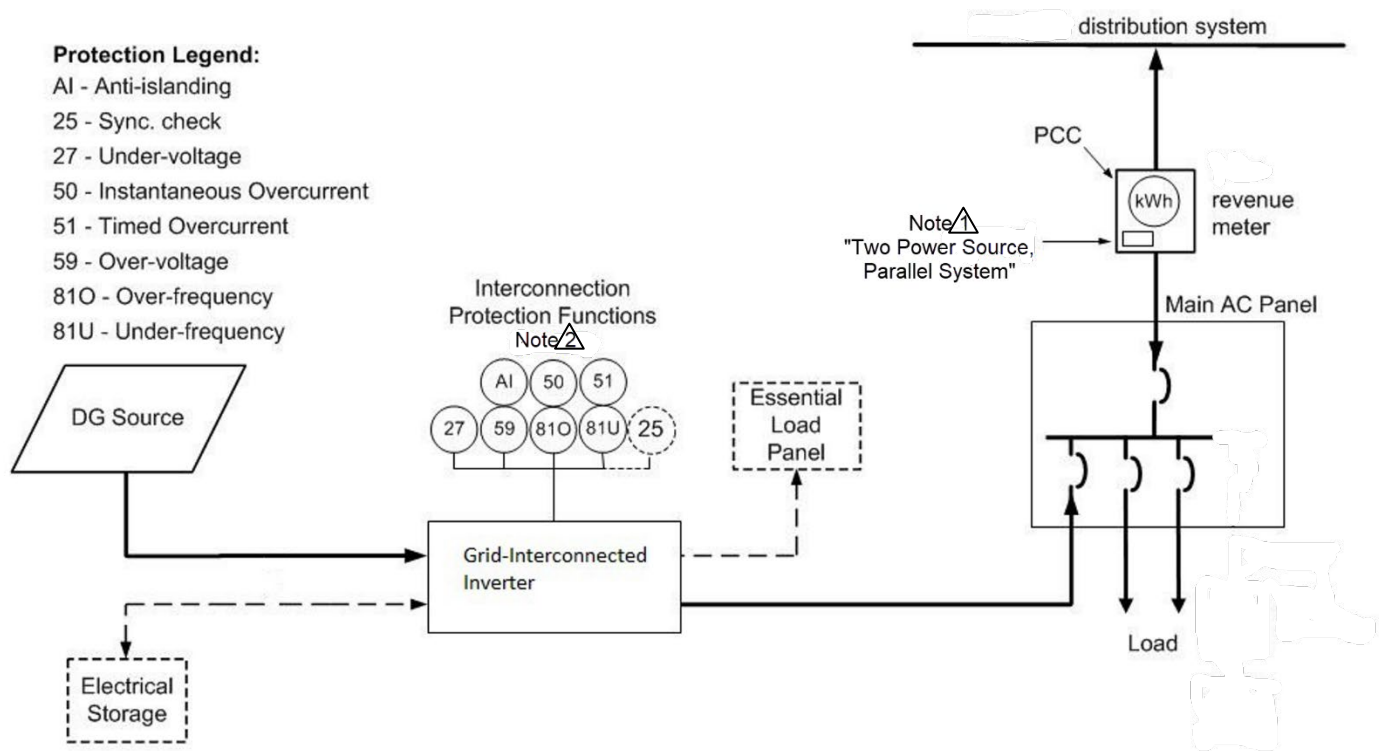 distribution system
Protection Legend:
AI - Anti-islanding
25 - Sync. check
27 - Under-voltage
50 - Instantaneous Overcurrent
51 - Timed Overcurrent
59 - Over-voltage
81O - Over-frequency
81U - Under-frequency
PCC
kWh
revenue
meter
Note 1
"Two Power Source,
Parallel System"
Main AC Panel
Interconnection
Protection Functions
Note 2
AI 50 51
27 59 81O 81U 25
DG Source
Essential
Load
Panel
Grid-Interconnected
Inverter
Load
Electrical
Storage